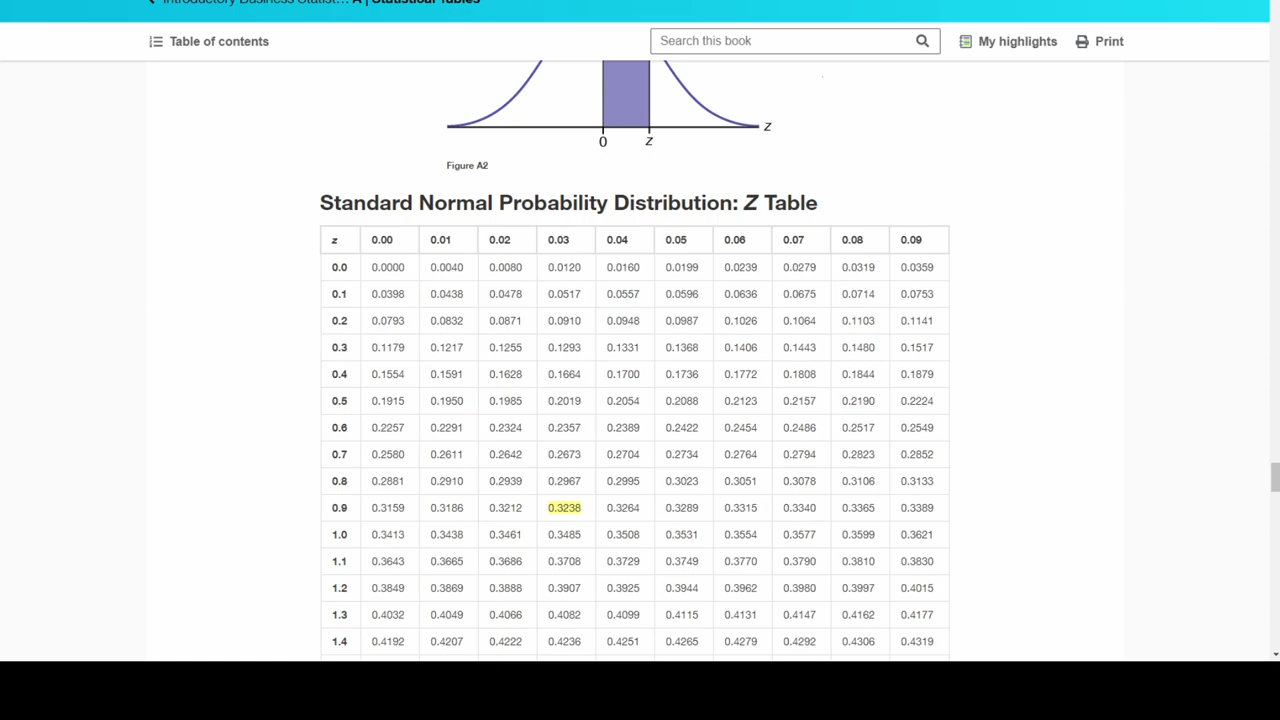 Introductory Business Statist… A | Statistical Tables
Table of contents
Search this book
My highlights
Print
0
z
Z
Figure A2
Standard Normal Probability Distribution: Z Table
z 0.00 0.01 0.02 0.03 0.04 0.05 0.06 0.07 0.08 0.09
0.0 0.0000 0.0040 0.0080 0.0120 0.0160 0.0199 0.0239 0.0279 0.0319 0.0359
0.1 0.0398 0.0438 0.0478 0.0517 0.0557 0.0596 0.0636 0.0675 0.0714 0.0753
0.2 0.0793 0.0832 0.0871 0.0910 0.0948 0.0987 0.1026 0.1064 0.1103 0.1141
0.3 0.1179 0.1217 0.1255 0.1293 0.1331 0.1368 0.1406 0.1443 0.1480 0.1517
0.4 0.1554 0.1591 0.1628 0.1664 0.1700 0.1736 0.1772 0.1808 0.1844 0.1879
0.5 0.1915 0.1950 0.1985 0.2019 0.2054 0.2088 0.2123 0.2157 0.2190 0.2224
0.6 0.2257 0.2291 0.2324 0.2357 0.2389 0.2422 0.2454 0.2486 0.2517 0.2549
0.7 0.2580 0.2611 0.2642 0.2673 0.2704 0.2734 0.2764 0.2794 0.2823 0.2852
0.8 0.2881 0.2910 0.2939 0.2967 0.2995 0.3023 0.3051 0.3078 0.3106 0.3133
0.9 0.3159 0.3186 0.3212 0.3238 0.3264 0.3289 0.3315 0.3340 0.3365 0.3389
1.0 0.3413 0.3438 0.3461 0.3485 0.3508 0.3531 0.3554 0.3577 0.3599 0.3621
1.1 0.3643 0.3665 0.3686 0.3708 0.3729 0.3749 0.3770 0.3790 0.3810 0.3830
1.2 0.3849 0.3869 0.3888 0.3907 0.3925 0.3944 0.3962 0.3980 0.3997 0.4015
1.3 0.4032 0.4049 0.4066 0.4082 0.4099 0.4115 0.4131 0.4147 0.4162 0.4177
1.4 0.4192 0.4207 0.4222 0.4236 0.4251 0.4265 0.4279 0.4292 0.4306 0.4319